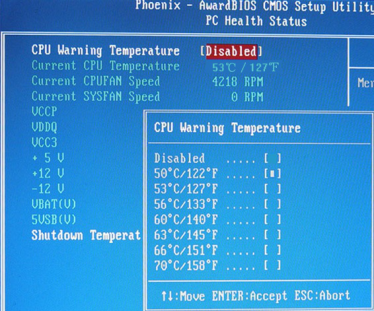 Phoenix - AwardBIOS CMOS Setup Utility
PC Health Status
CPU Warning Temperature [Disabled]
Current CPU Temperature 53°C / 127°F
Current CPUFAN Speed 4218 RPM
Current SYSFAN Speed 0 RPM
VCCP
VDDQ
VCC3
+ 5 V
+12 V
-12 V
VBAT(V)
5VSB(V)
Shutdown Temperat
Men
CPU Warning Temperature
Disabled ..... [ ]
50°C/122°F ..... [■]
53°C/127°F ..... [ ]
56°C/133°F ..... [ ]
60°C/140°F ..... [ ]
63°C/145°F ..... [ ]
66°C/151°F ..... [ ]
70°C/158°F ..... [ ]
↑↓:Move ENTER:Accept ESC:Abort